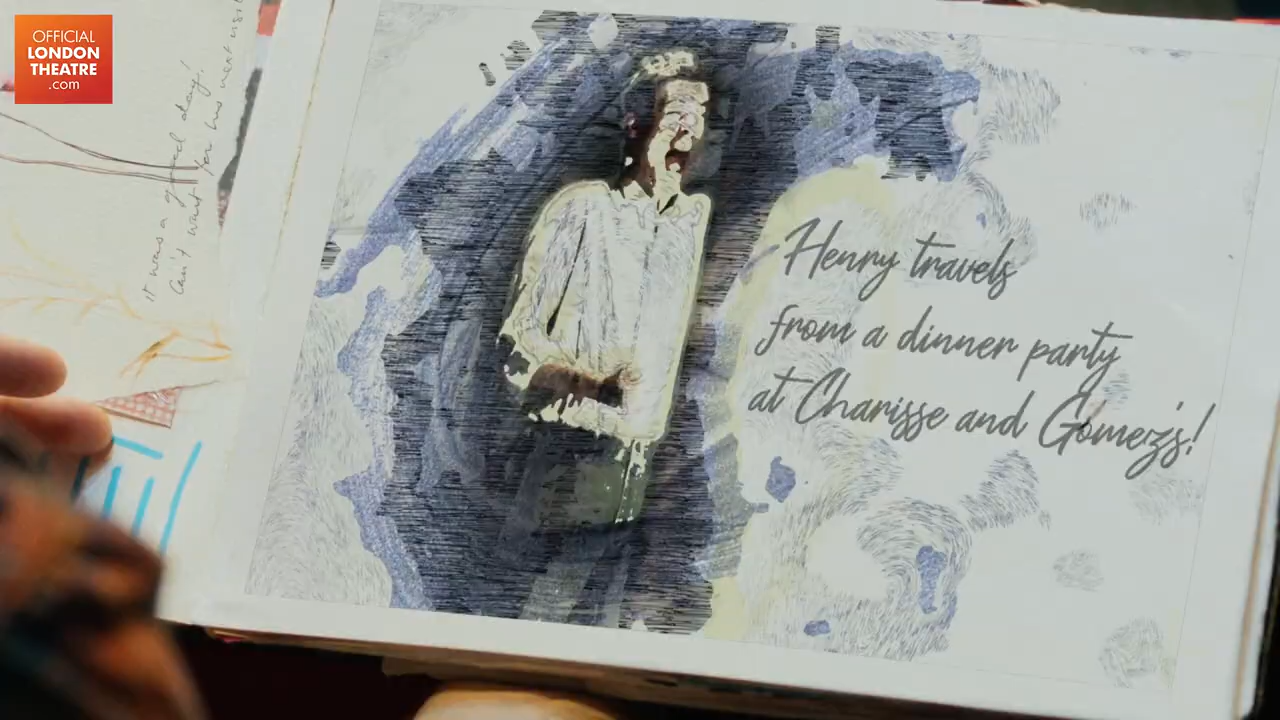 OFFICIAL
LONDON
THEATRE
.com
It was a good day!
Can't wait for his next visit
Henry travels
from a dinner party
at Charisse and Gomez's!